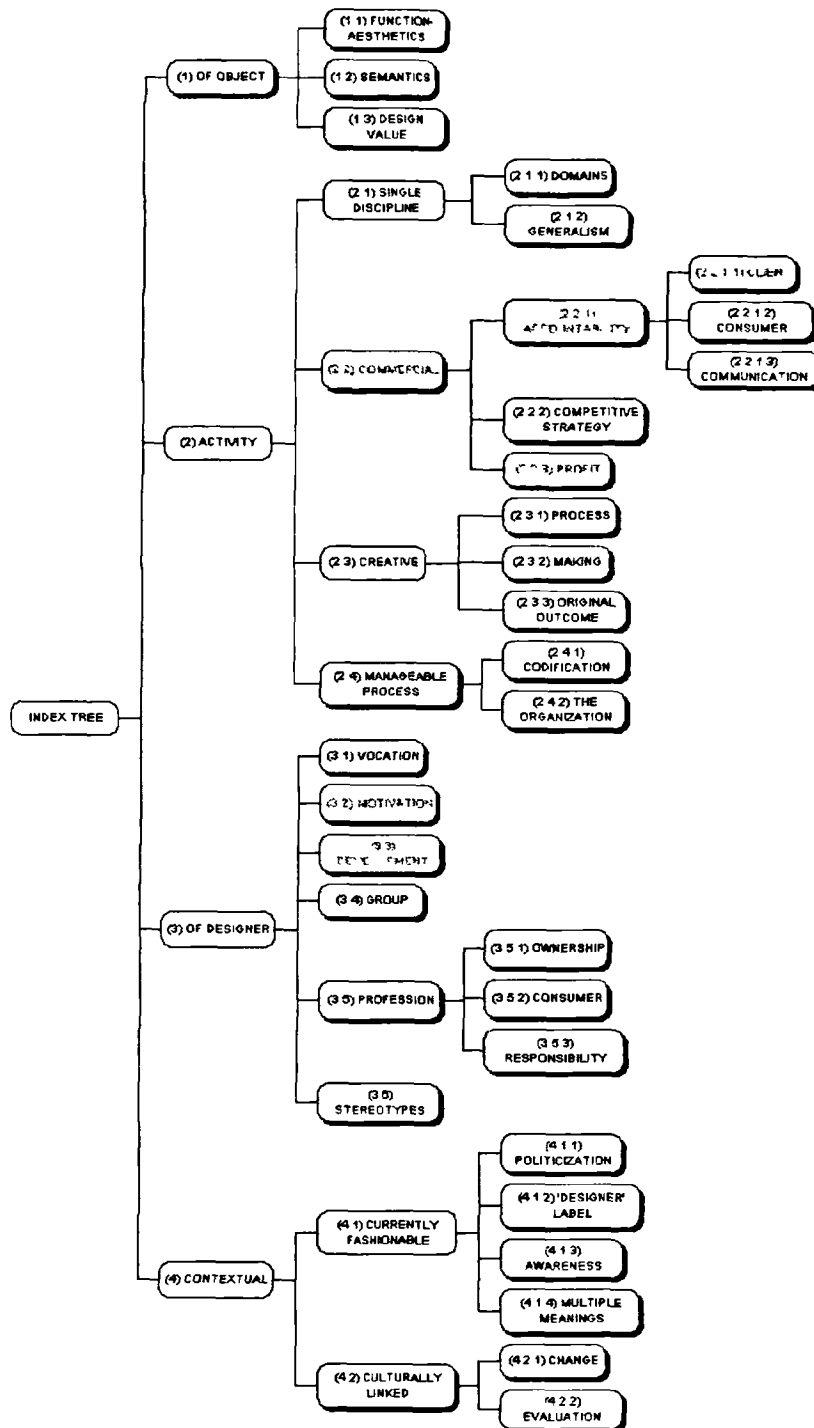 INDEX TREE
(1) OF OBJECT
(1 1) FUNCTION-
AESTHETICS
(1 2) SEMANTICS
(1 3) DESIGN
VALUE
(2) ACTIVITY
(2 1) SINGLE
DISCIPLINE
(2 1 1) DOMAINS
(2 1 2)
GENERALISM
(2 2) COMMERCIAL
(2 2 1)
(2 2 1 2)
CONSUMER
(2 2 1 3)
COMMUNICATION
(2 2 2) COMPETITIVE
STRATEGY
(2 2 3) PROFIT
(2 3) CREATIVE
(2 3 1) PROCESS
(2 3 2) MAKING
(2 3 3) ORIGINAL
OUTCOME
(2 4) MANAGEABLE
PROCESS
(2 4 1)
CODIFICATION
(2 4 2) THE
ORGANIZATION
(3) OF DESIGNER
(3 1) VOCATION
(3 2) MOTIVATION
(3 3)
(3 4) GROUP
(3 5) PROFESSION
(3 5 1) OWNERSHIP
(3 5 2) CONSUMER
(3 5 3)
RESPONSIBILITY
STEREOTYPES
(4) CONTEXTUAL
(4 1) CURRENTLY
FASHIONABLE
(4 1 1)
POLITICIZATION
(4 1 2) 'DESIGNER'
LABEL
(4 1 3)
AWARENESS
(4 1 4) MULTIPLE
MEANINGS
(4 2) CULTURALLY
LINKED
(4 2 1) CHANGE
(4 2 2)
EVALUATION